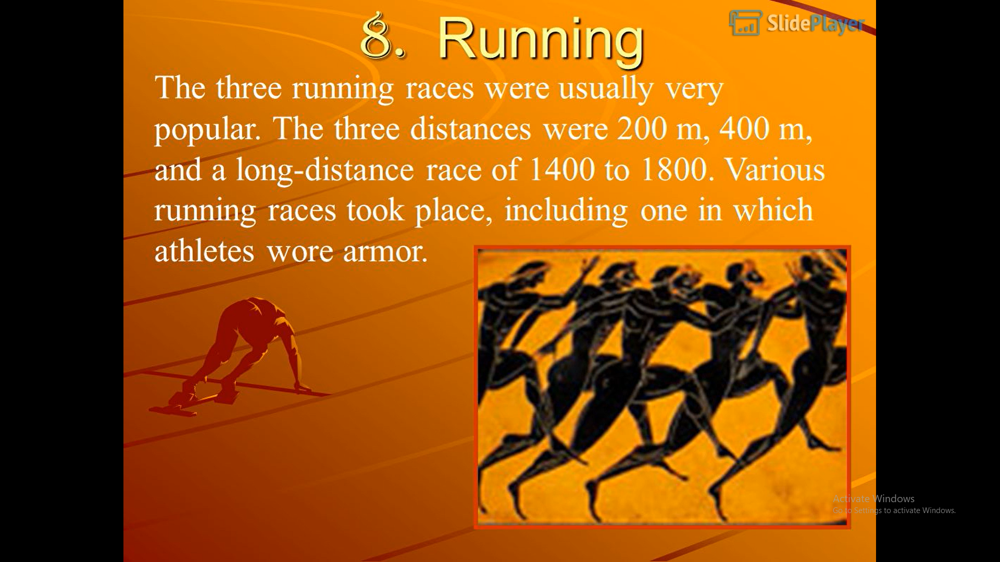 8. Running
SlidePlayer
The three running races were usually very
popular. The three distances were 200 m, 400 m,
and a long-distance race of 1400 to 1800. Various
running races took place, including one in which
athletes wore armor.
Activate Windows
Go to Settings to activate Windows.